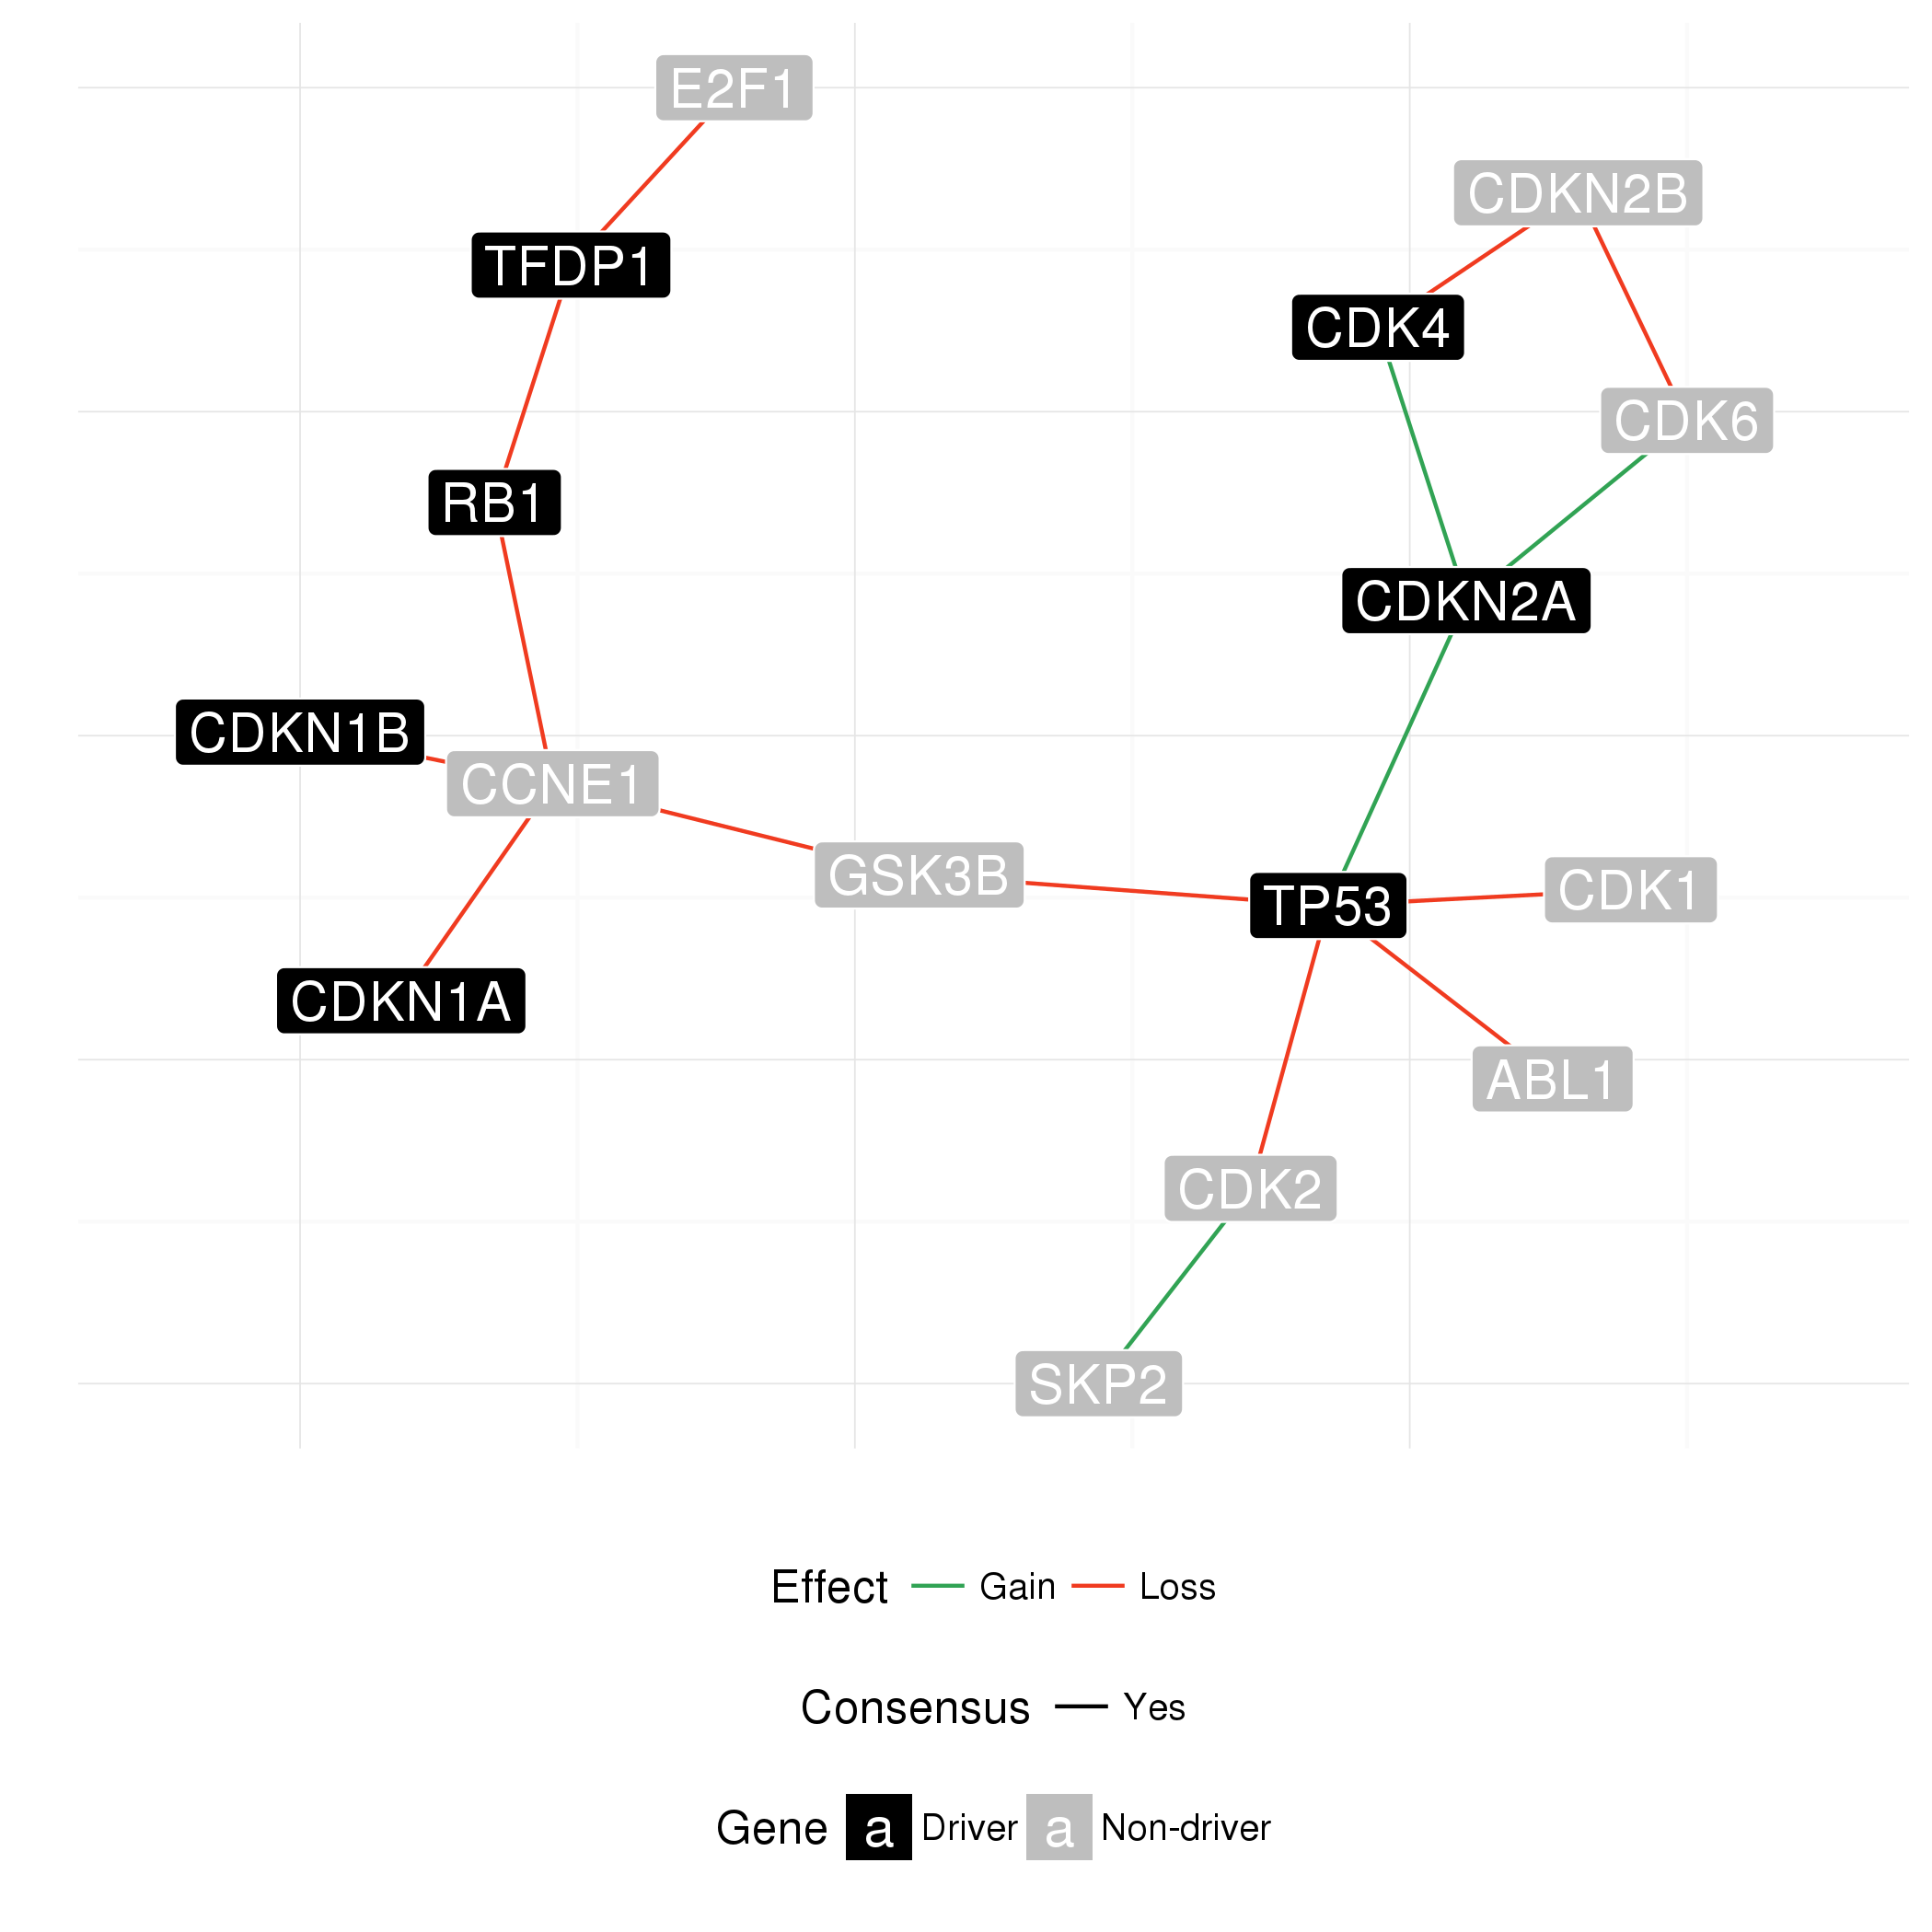 E2F1
CDKN2B
TFDP1
CDK4
CDK6
RB1
CDKN2A
CDKN1B
CCNE1
GSK3B
CDK1
TP53
CDKN1A
ABL1
CDK2
SKP2
Effect Gain Loss
Consensus Yes
Gene a Driver a Non-driver